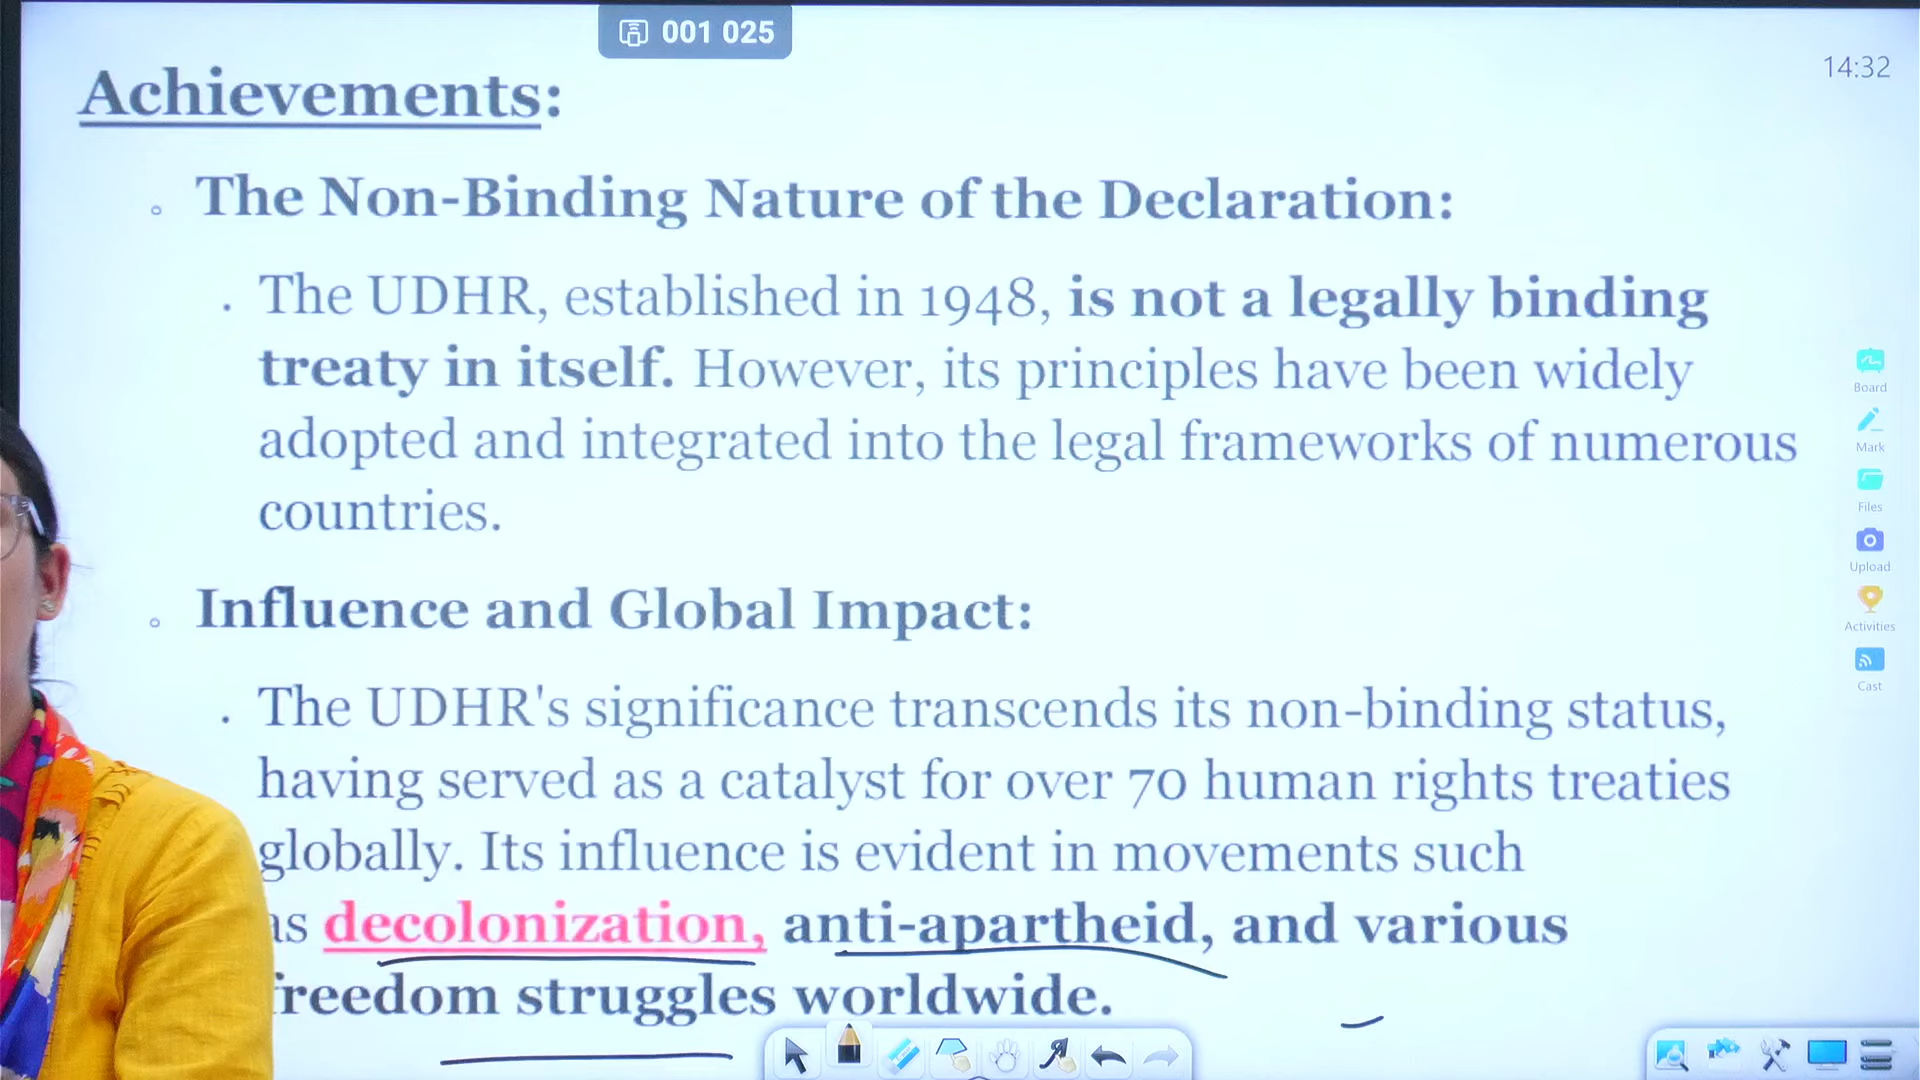 001 025
14:32
Achievements:
The Non-Binding Nature of the Declaration:
The UDHR, established in 1948, is not a legally binding
treaty in itself. However, its principles have been widely
adopted and integrated into the legal frameworks of numerous
countries.
Influence and Global Impact:
The UDHR's significance transcends its non-binding status,
having served as a catalyst for over 70 human rights treaties
globally. Its influence is evident in movements such
as decolonization, anti-apartheid, and various
freedom struggles worldwide.
Board
Mark
Files
Upload
Activities
Cast